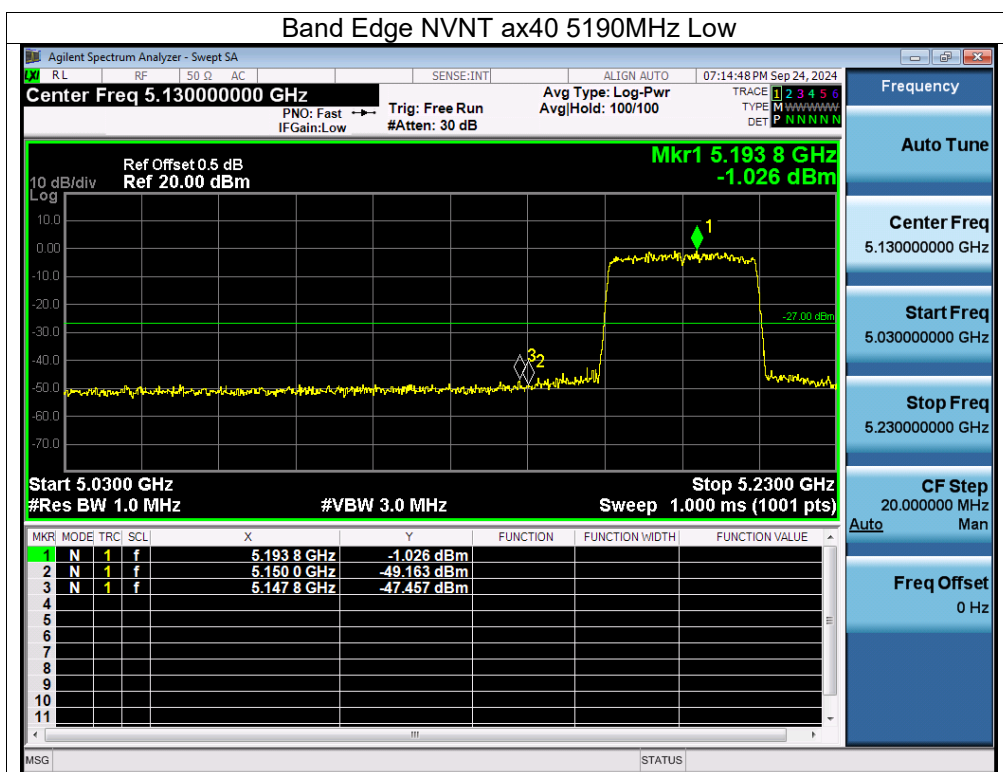 Band Edge NVNT ax40 5190MHz Low
Agilent Spectrum Analyzer - Swept SA
LXI RL RF 50 Ω AC SENSE:INT ALIGN AUTO 07:14:48 PM Sep 24, 2024
Center Freq 5.130000000 GHz
PNO: Fast
IFGain:Low
Trig: Free Run
#Atten: 30 dB
Avg Type: Log-Pwr
Avg|Hold: 100/100
TRACE 1 2 3 4 5 6
TYPE M WWWWW
DET P N N N N N
Mkr1 5.193 8 GHz
-1.026 dBm
Ref Offset 0.5 dB
10 dB/div Ref 20.00 dBm
Log
10.0
0.00
-10.0
-20.0
-30.0
-40.0
-50.0
-60.0
-70.0
1
-27.00 dBm
3 2
Start 5.0300 GHz Stop 5.2300 GHz
#Res BW 1.0 MHz #VBW 3.0 MHz Sweep 1.000 ms (1001 pts)
MKR MODE TRC SCL X Y FUNCTION FUNCTION WIDTH FUNCTION VALUE
1 N 1 f 5.193 8 GHz -1.026 dBm
2 N 1 f 5.150 0 GHz -49.163 dBm
3 N 1 f 5.147 8 GHz -47.457 dBm
4
5
6
7
8
9
10
11
MSG STATUS
Frequency
Auto Tune
Center Freq
5.130000000 GHz
Start Freq
5.030000000 GHz
Stop Freq
5.230000000 GHz
CF Step
20.000000 MHz
Auto Man
Freq Offset
0 Hz